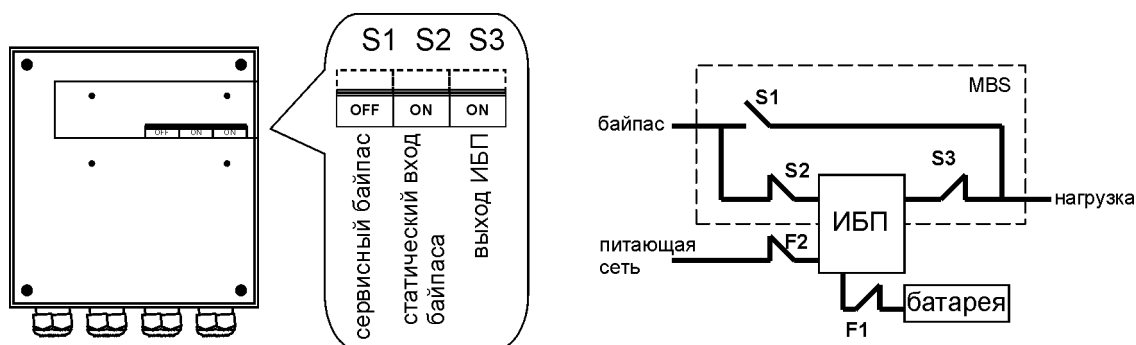 S1 S2 S3
OFF ON ON
OFF ON ON
сервисный байпас
статический вход
байпаса
выход ИБП
MBS
S1
байпас
S2
S3
ИБП
нагрузка
питающая
сеть
F2
F1
батарея